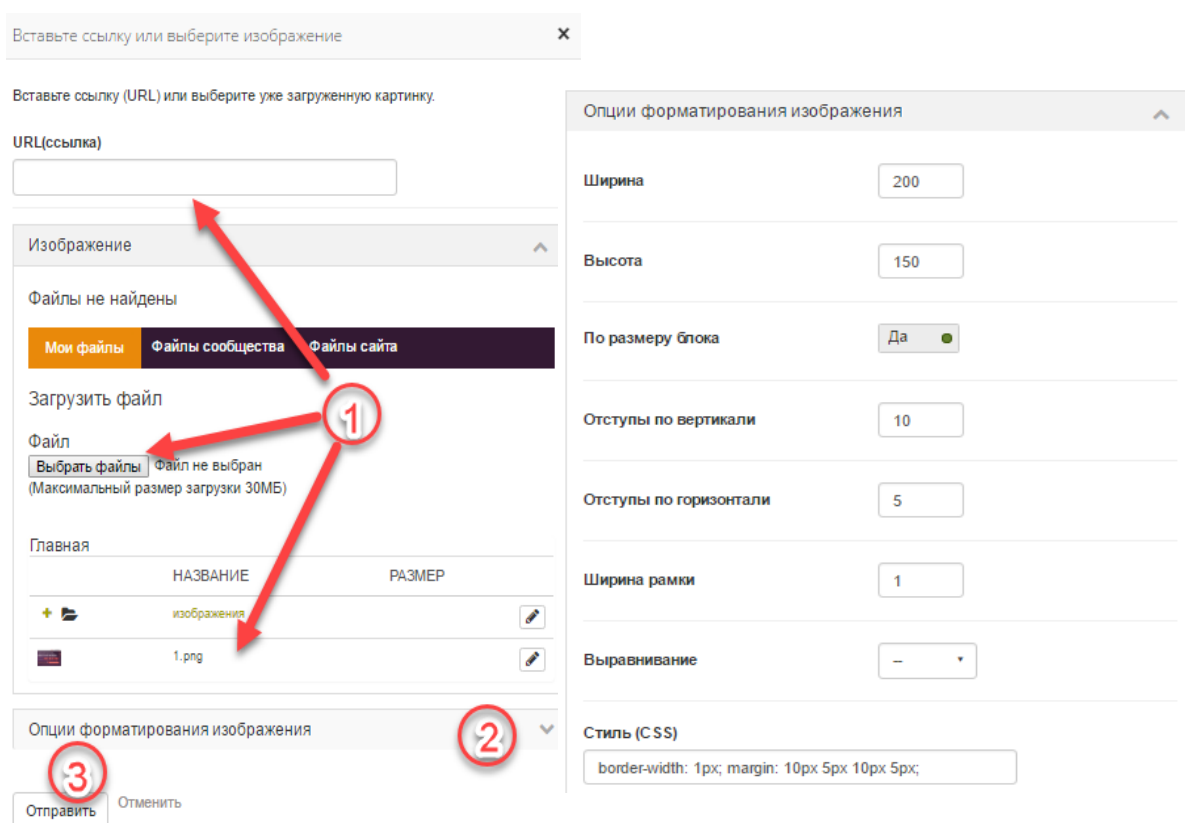 Вставьте ссылку или выберите изображение ×
Вставьте ссылку (URL) или выберите уже загруженную картинку.
URL(ссылка)
Изображение
Файлы не найдены
Мои файлы Файлы сообщества Файлы сайта
Загрузить файл
1
Файл
Выбрать файлы Файл не выбран
(Максимальный размер загрузки 30МБ)
Главная
НАЗВАНИЕ РАЗМЕР
изображения
1.png
Опции форматирования изображения
2
3
Отправить Отменить
Опции форматирования изображения
Ширина 200
Высота 150
По размеру блока Да
Отступы по вертикали 10
Отступы по горизонтали 5
Ширина рамки 1
Выравнивание --
Стиль (CSS)
border-width: 1px; margin: 10px 5px 10px 5px;